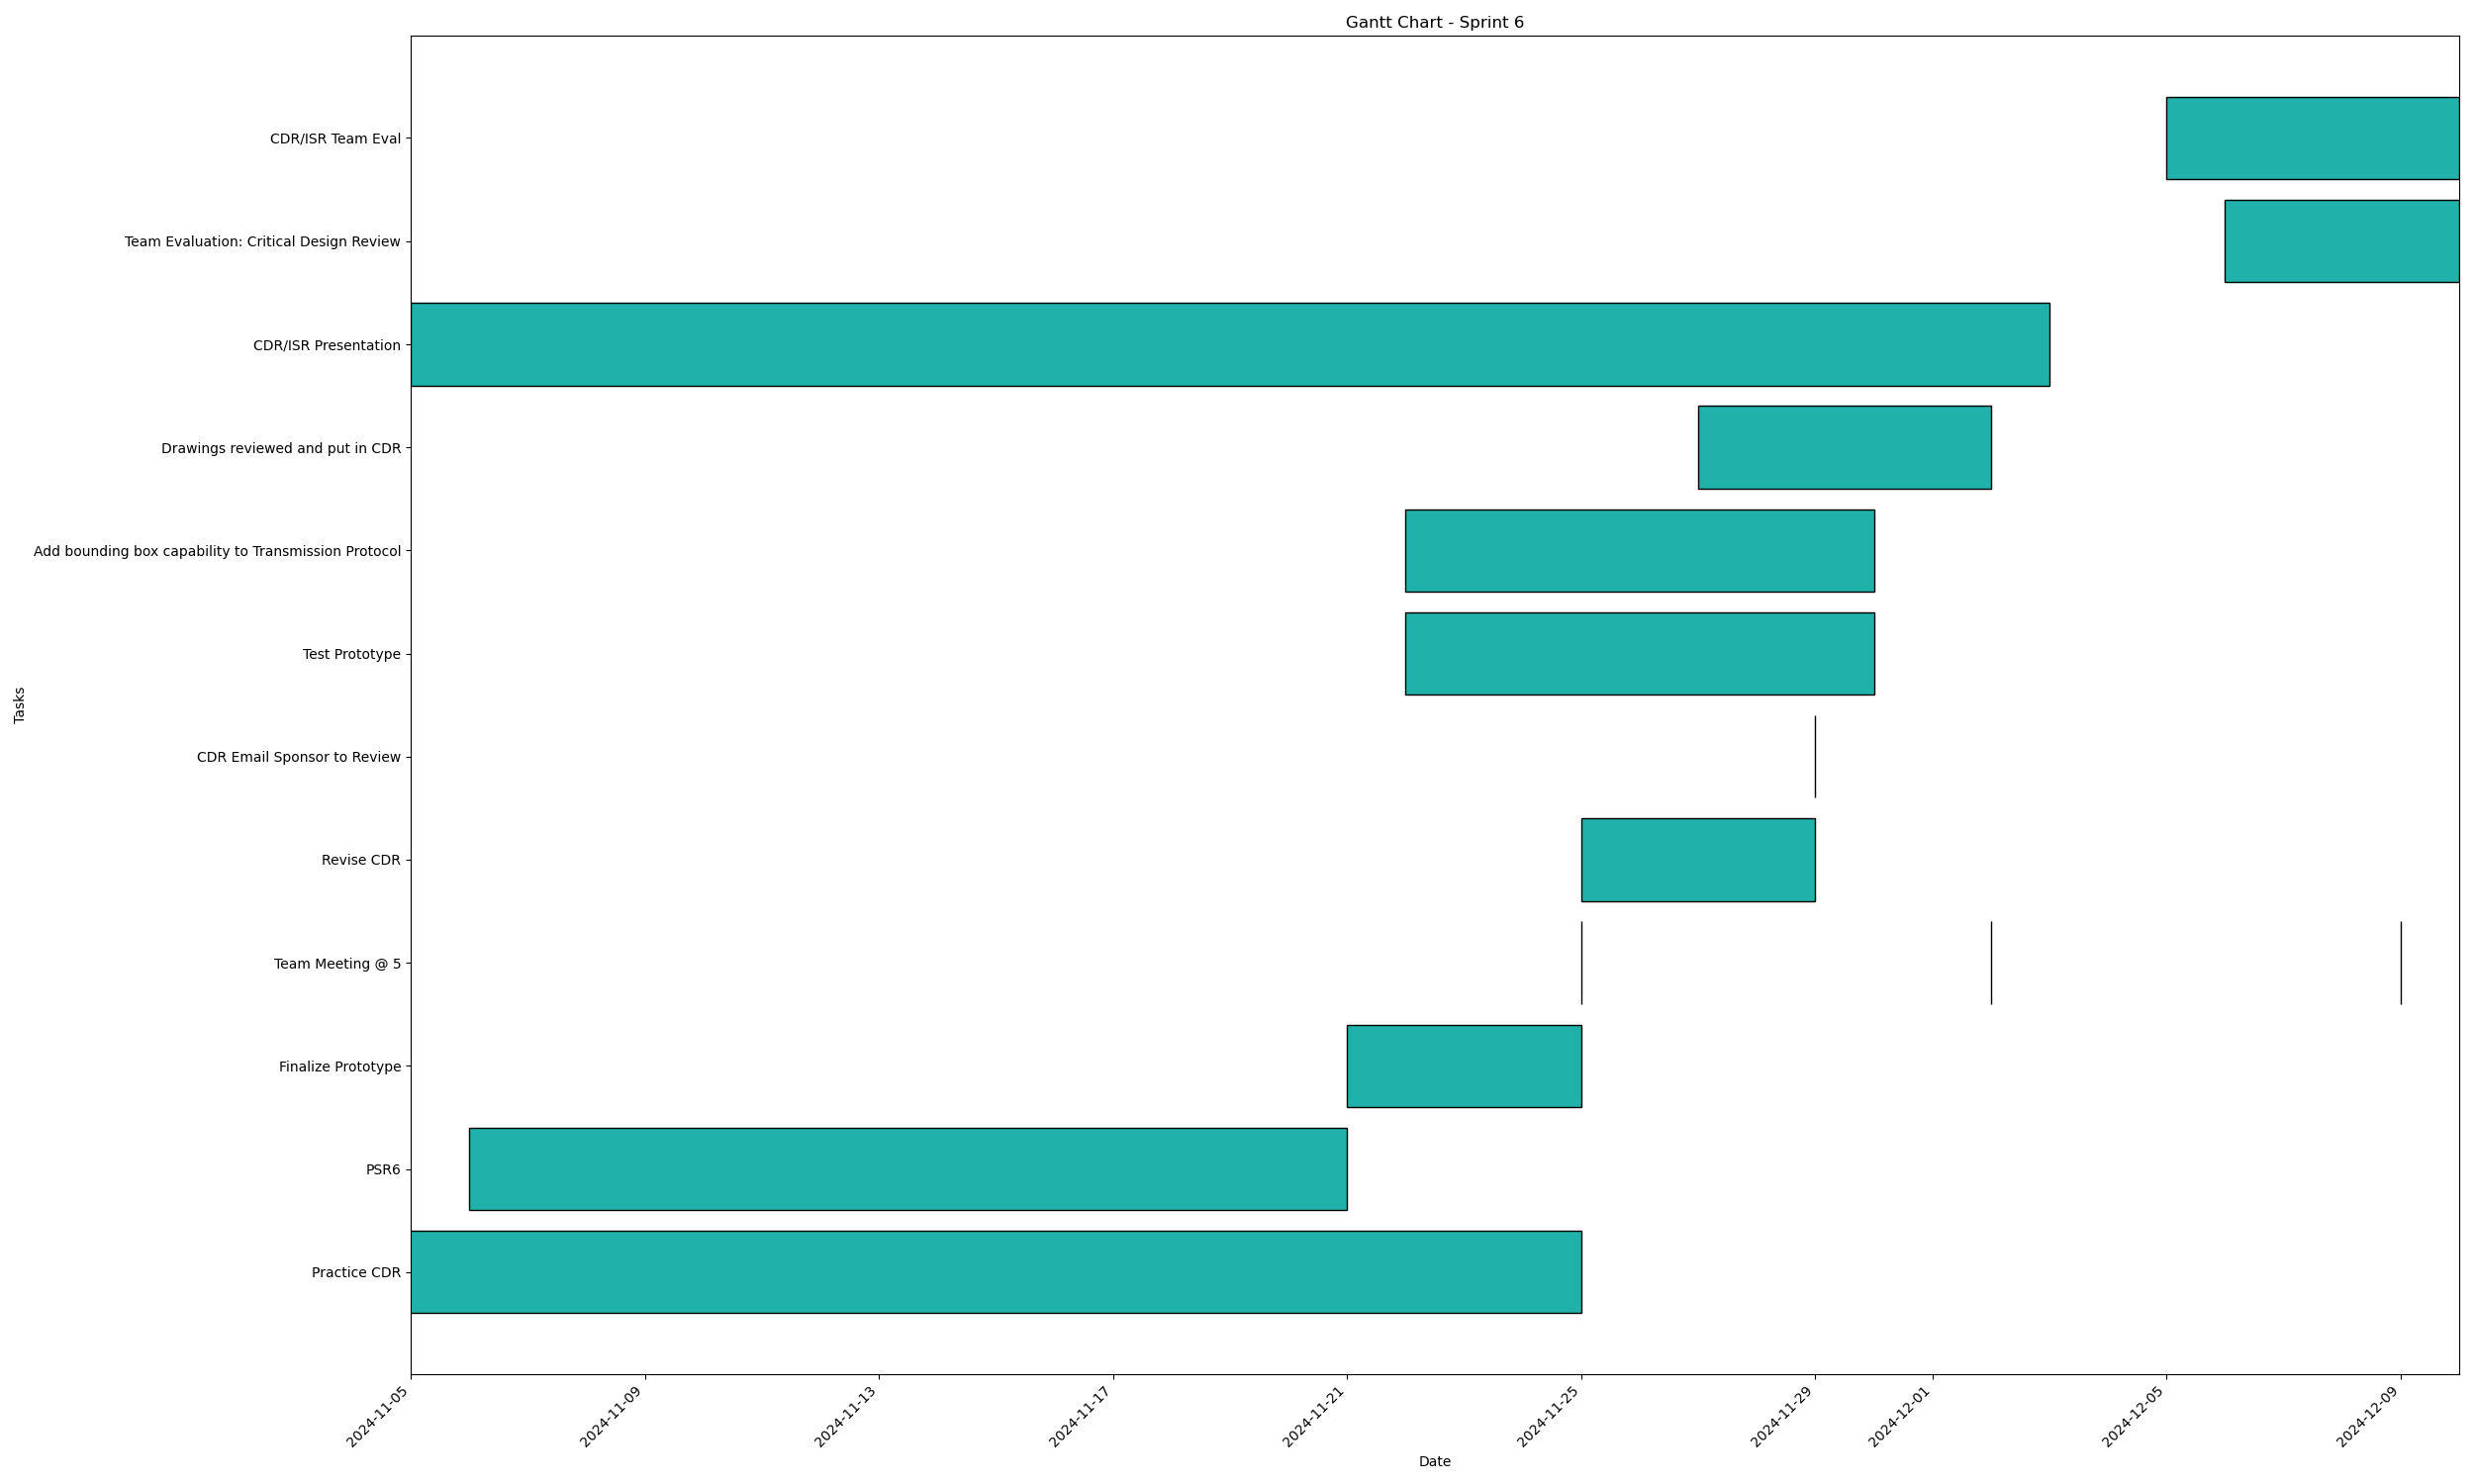 Gantt Chart - Sprint 6
CDR/ISR Team Eval
Team Evaluation: Critical Design Review
CDR/ISR Presentation
Drawings reviewed and put in CDR
Add bounding box capability to Transmission Protocol
Test Prototype
CDR Email Sponsor to Review
Revise CDR
Team Meeting @ 5
Finalize Prototype
PSR6
Practice CDR
Tasks
2024-11-05
2024-11-09
2024-11-13
2024-11-17
2024-11-21
2024-11-25
2024-11-29
2024-12-01
2024-12-05
2024-12-09
Date